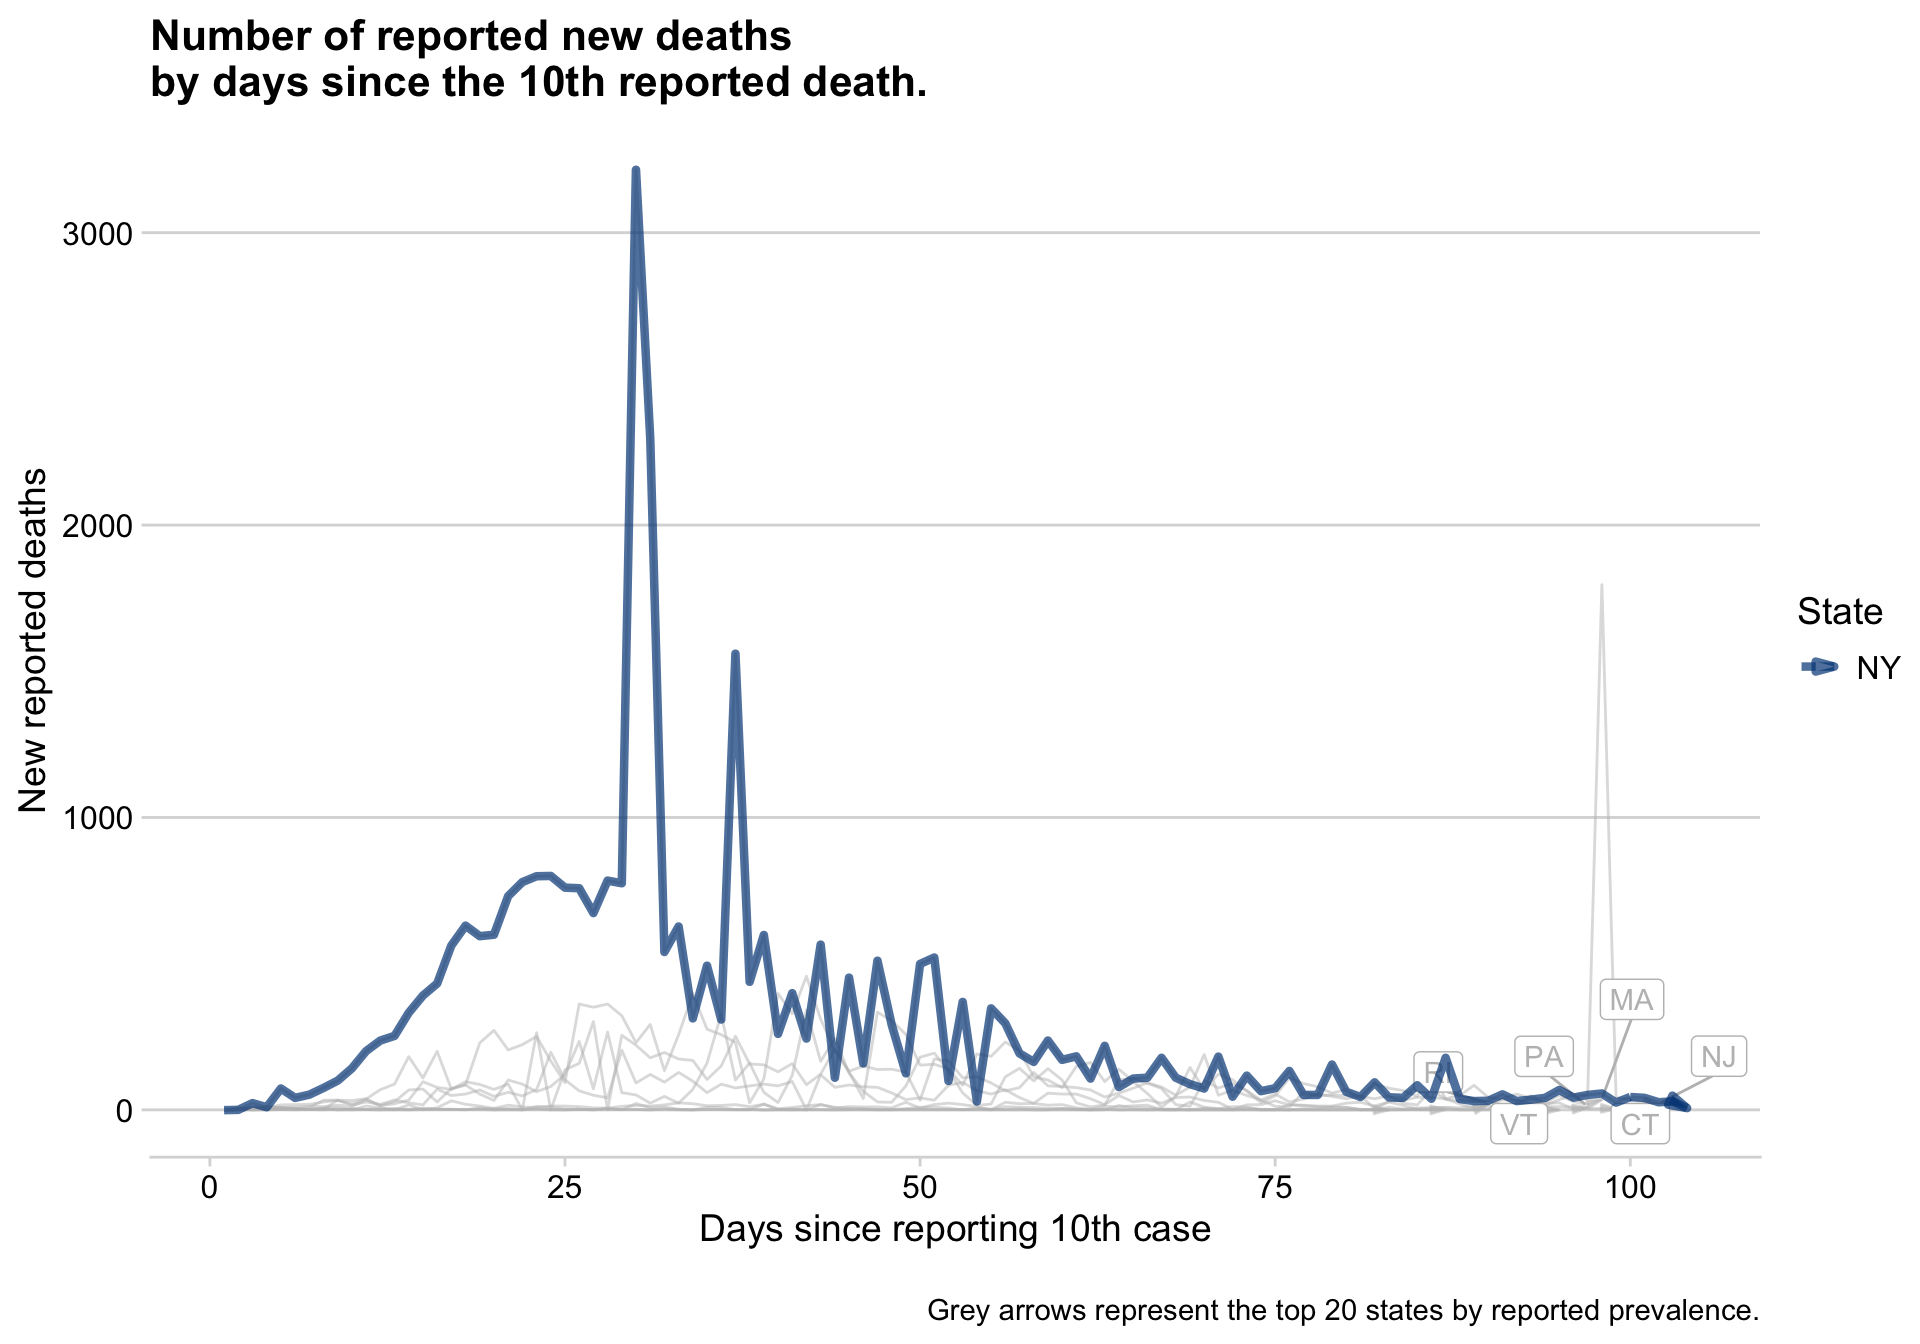 Number of reported new deaths
by days since the 10th reported death.
New reported deaths
3000
2000
1000
0
0
25
50
75
100
Days since reporting 10th case
MA
PA
NJ
VT
CT
State
NY
Grey arrows represent the top 20 states by reported prevalence.